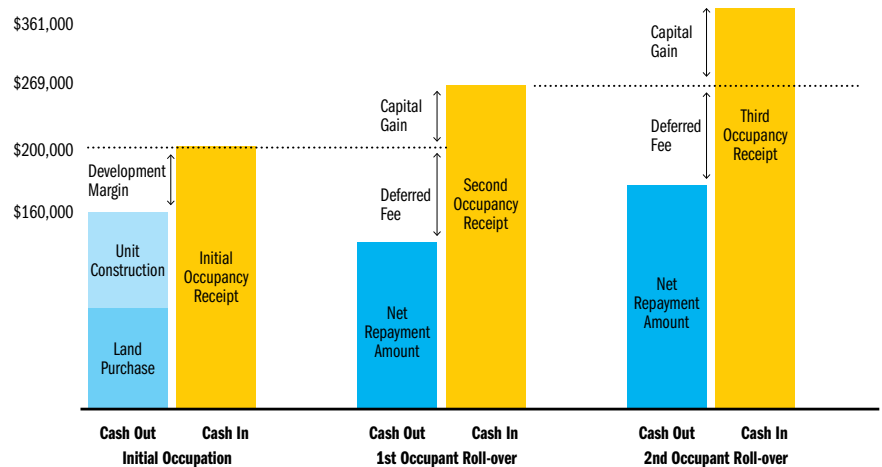 $361,000
$269,000
$200,000
$160,000
Development
Margin
Unit
Construction
Land
Purchase
Initial
Occupancy
Receipt
Capital
Gain
Deferred
Fee
Net
Repayment
Amount
Second
Occupancy
Receipt
Capital
Gain
Deferred
Fee
Net
Repayment
Amount
Third
Occupancy
Receipt
Cash Out Cash In
Initial Occupation
Cash Out Cash In
1st Occupant Roll-over
Cash Out Cash In
2nd Occupant Roll-over